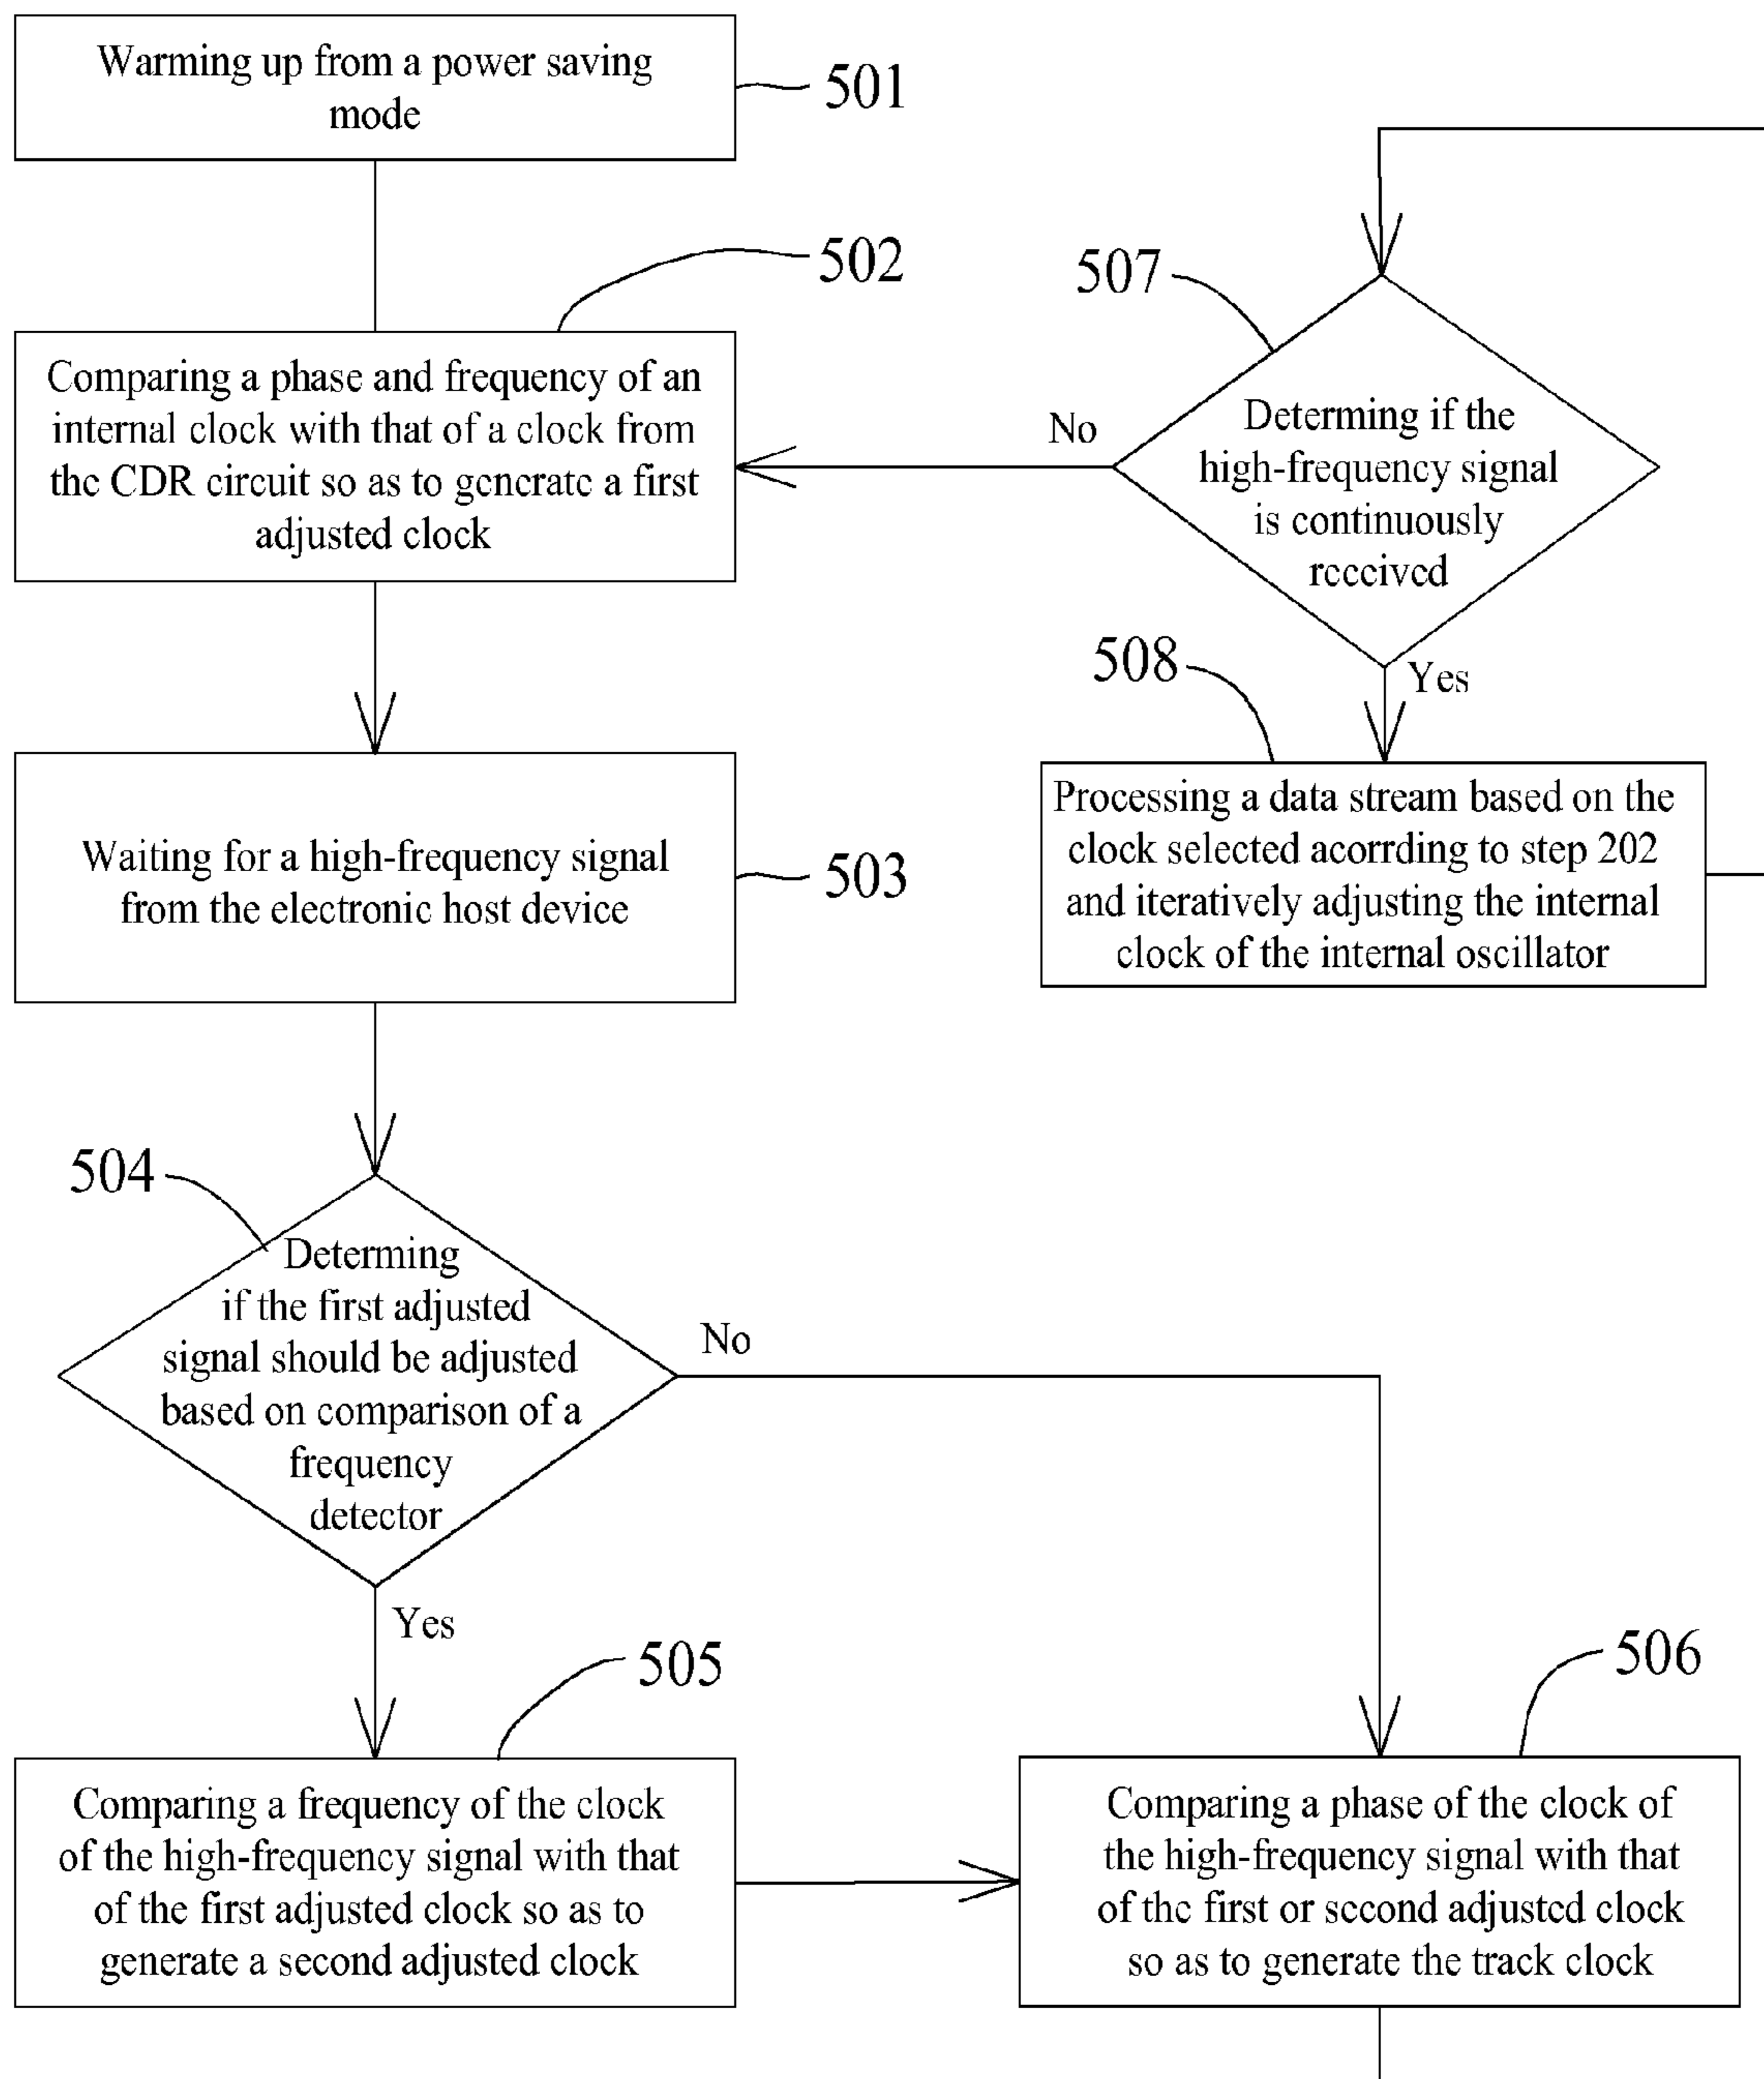 Warming up from a power saving
mode
501
502
Comparing a phase and frequency of an
internal clock with that of a clock from
the CDR circuit so as to generate a first
adjusted clock
Waiting for a high-frequency signal
from the electronic host device
503
504
Determing
if the first adjusted
signal should be adjusted
based on comparison of a
frequency
detector
No
Yes
505
Comparing a frequency of the clock
of the high-frequency signal with that
of the first adjusted clock so as to
generate a second adjusted clock
506
Comparing a phase of the clock of
the high-frequency signal with that
of the first or second adjusted clock
so as to generate the track clock
507
Determing if the
high-frequency signal
is continuously
received
No
Yes
508
Processing a data stream based on the
clock selected acorrding to step 202
and iteratively adjusting the internal
clock of the internal oscillator